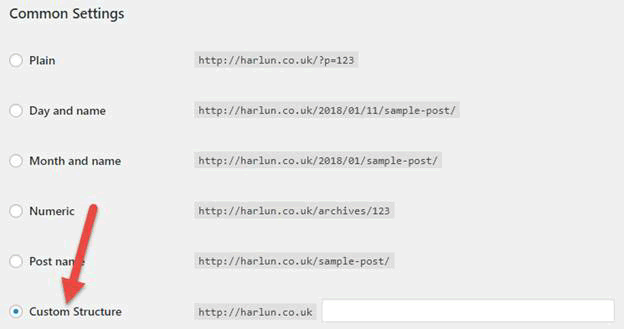 Common Settings
Plain http://harlun.co.uk/?p=123
Day and name http://harlun.co.uk/2018/01/11/sample-post/
Month and name http://harlun.co.uk/2018/01/sample-post/
Numeric http://harlun.co.uk/archives/123
Post name http://harlun.co.uk/sample-post/
Custom Structure http://harlun.co.uk